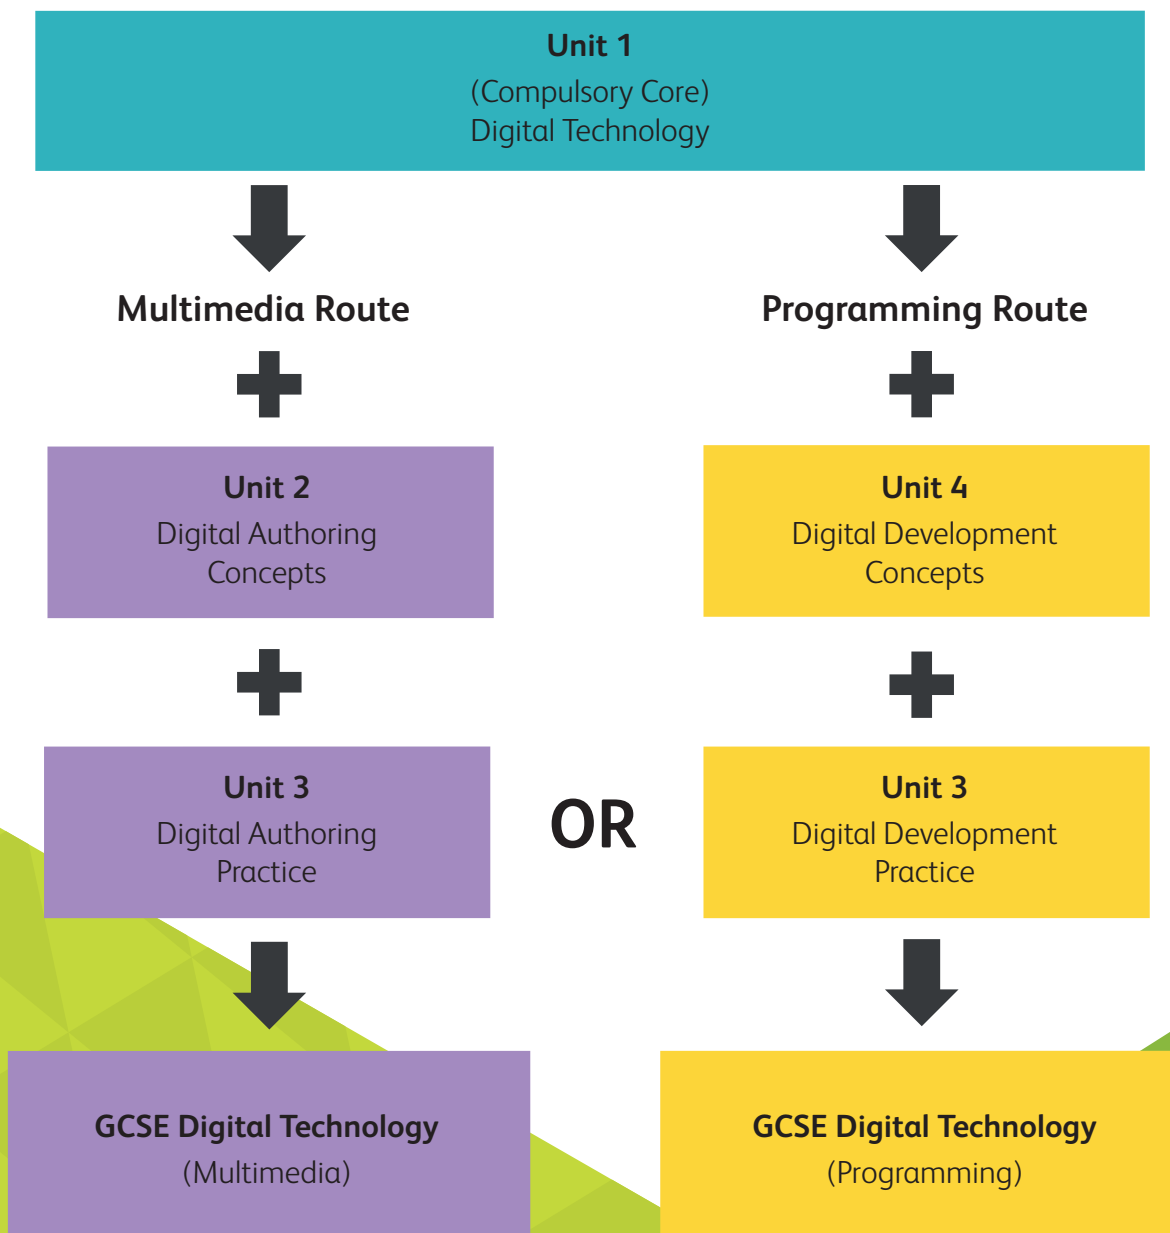 Unit 1
(Compulsory Core)
Digital Technology
Multimedia Route
Programming Route
Unit 2
Digital Authoring
Concepts
Unit 4
Digital Development
Concepts
Unit 3
Digital Authoring
Practice
OR
Unit 3
Digital Development
Practice
GCSE Digital Technology
(Multimedia)
GCSE Digital Technology
(Programming)